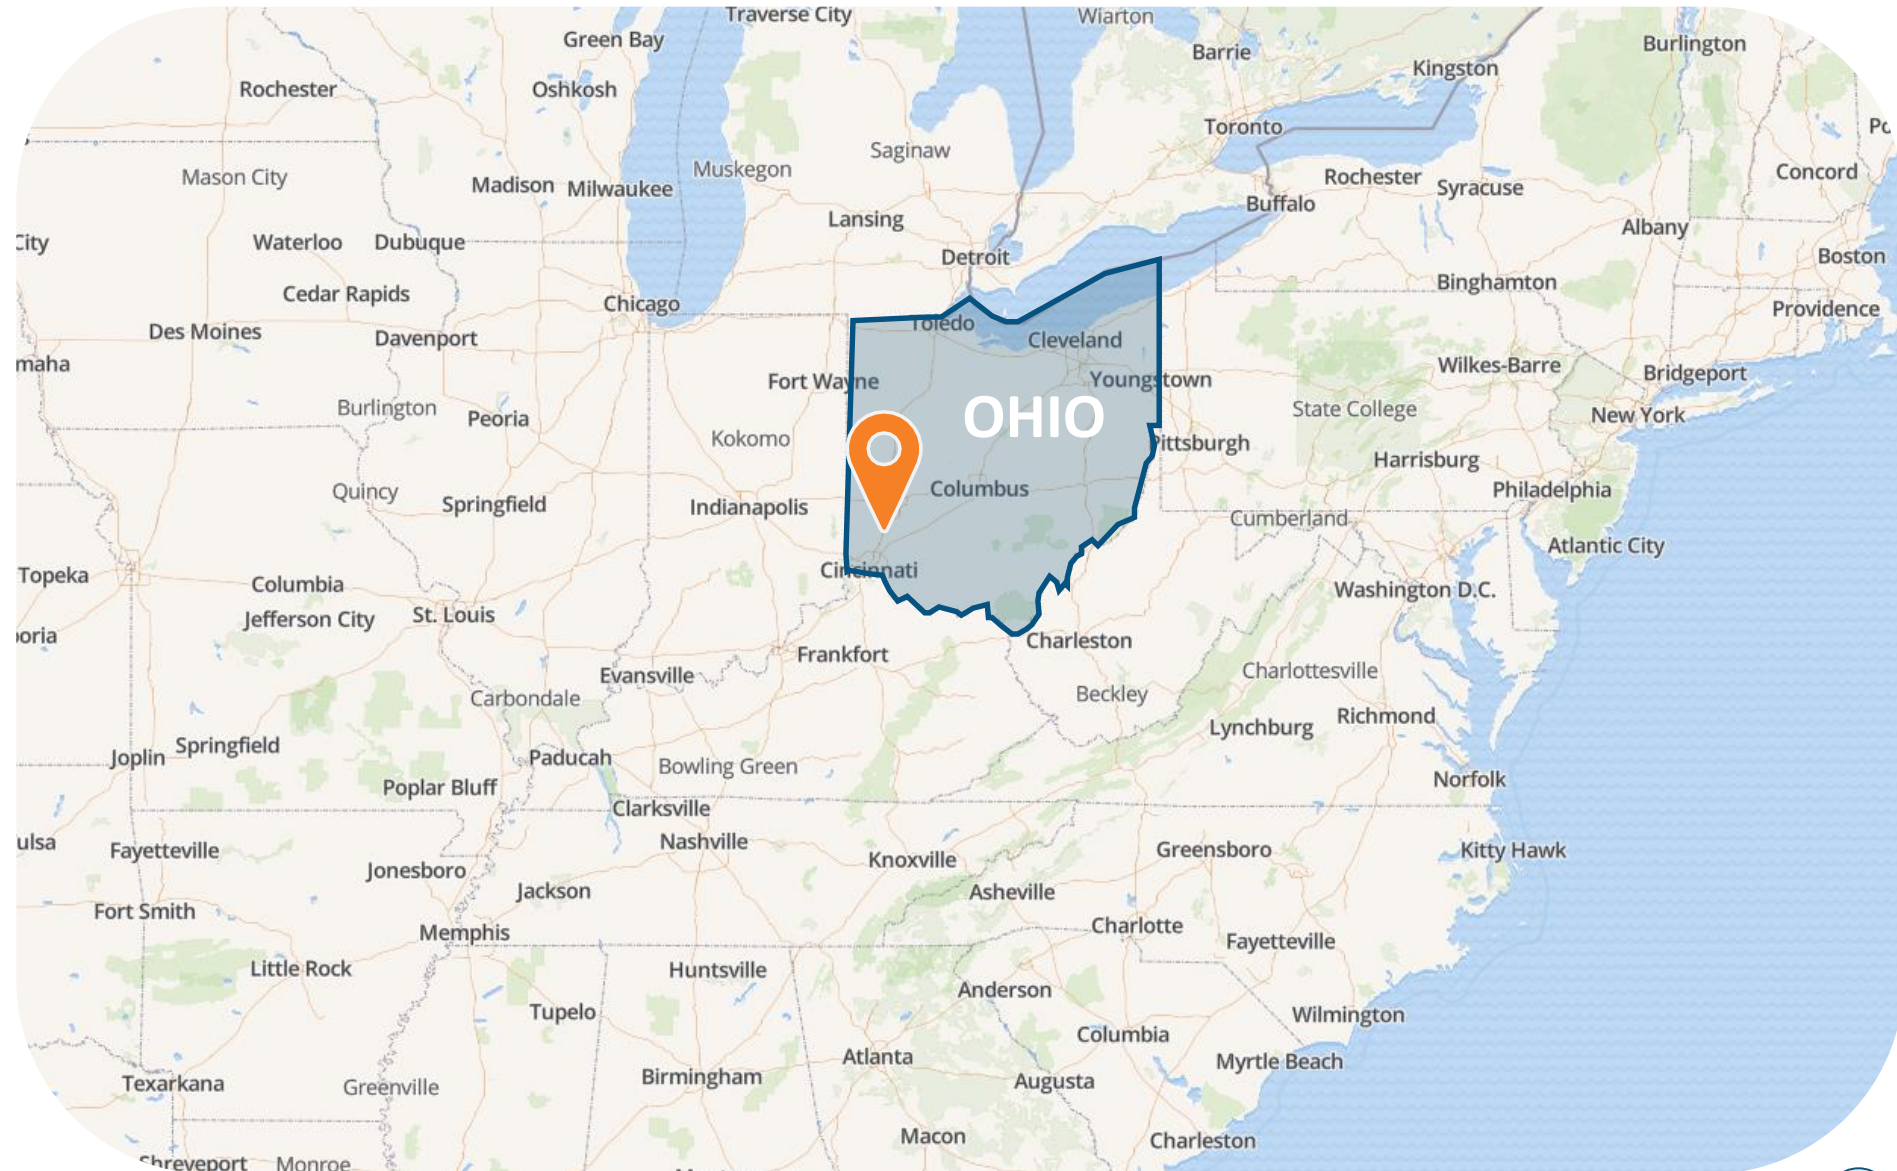 Traverse City
Wiarton
Green Bay
Burlington
Barrie
Kingston
Rochester
Oshkosh
Toronto
Saginaw
Muskegon
Concord
Mason City
Madison
Milwaukee
Rochester
Syracuse
Buffalo
Lansing
Albany
City
Waterloo
Dubuque
Detroit
Boston
Binghamton
Cedar Rapids
Chicago
Providence
Des Moines
Davenport
Toledo
Cleveland
maha
Wilkes-Barre
Bridgeport
Fort Wayne
Youngstown
Burlington
Peoria
OHIO
State College
New York
Kokomo
Pittsburgh
Harrisburg
Quincy
Springfield
Indianapolis
Columbus
Philadelphia
Cumberland
Atlantic City
Topeka
Columbia
Cincinnati
Washington D.C.
Jefferson City
St. Louis
oria
Charleston
Frankfort
Evansville
Charlottesville
Carbondale
Beckley
Richmond
Lynchburg
Springfield
Joplin
Paducah
Bowling Green
Norfolk
Poplar Bluff
Clarksville
ulsa
Fayetteville
Nashville
Knoxville
Greensboro
Kitty Hawk
Jonesboro
Jackson
Asheville
Fort Smith
Memphis
Charlotte
Fayetteville
Little Rock
Huntsville
Anderson
Tupelo
Wilmington
Columbia
Atlanta
Myrtle Beach
Texarkana
Greenville
Birmingham
Augusta
Macon
Charleston
Shreveport
Monroe